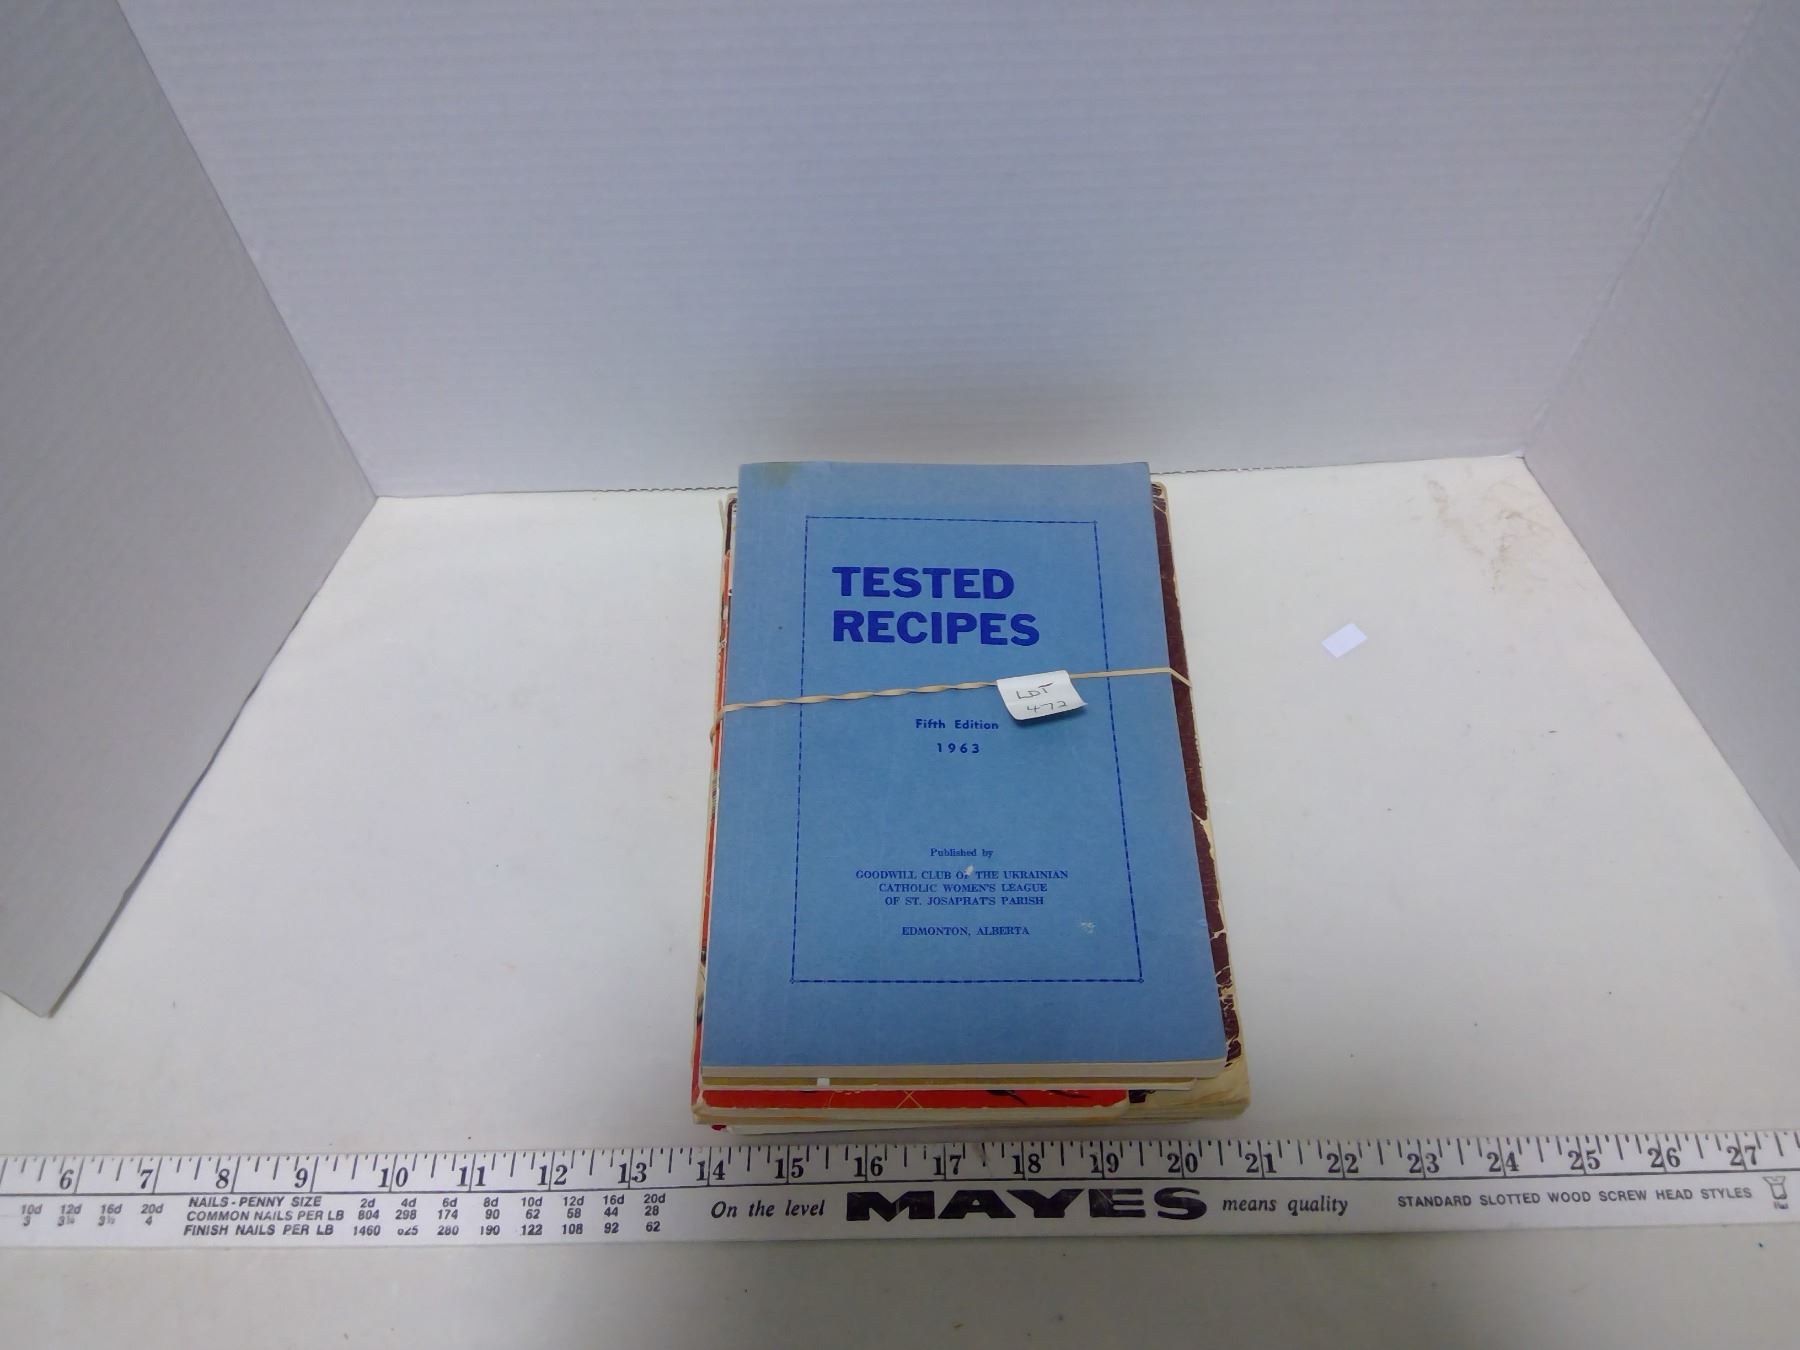 TESTED
RECIPES
LOT
472
Fifth Edition
1963
Published by
GOODWILL CLUB OF THE UKRAINIAN
CATHOLIC WOMEN'S LEAGUE
OF ST. JOSAPHAT'S PARISH
EDMONTON, ALBERTA
6 7 8 9 10 11 12 13 14 15 16 17 18 19 20 21 22 23 24 25 26 27
10d 12d 16d 20d
3 3¼ 3½ 4
NAILS - PENNY SIZE 2d 4d 6d 8d 10d 12d 16d 20d
COMMON NAILS PER LB 804 298 174 90 62 58 44 28
FINISH NAILS PER LB 1460 625 280 190 122 108 92 62
On the level MAYES means quality
STANDARD SLOTTED WOOD SCREW HEAD STYLES